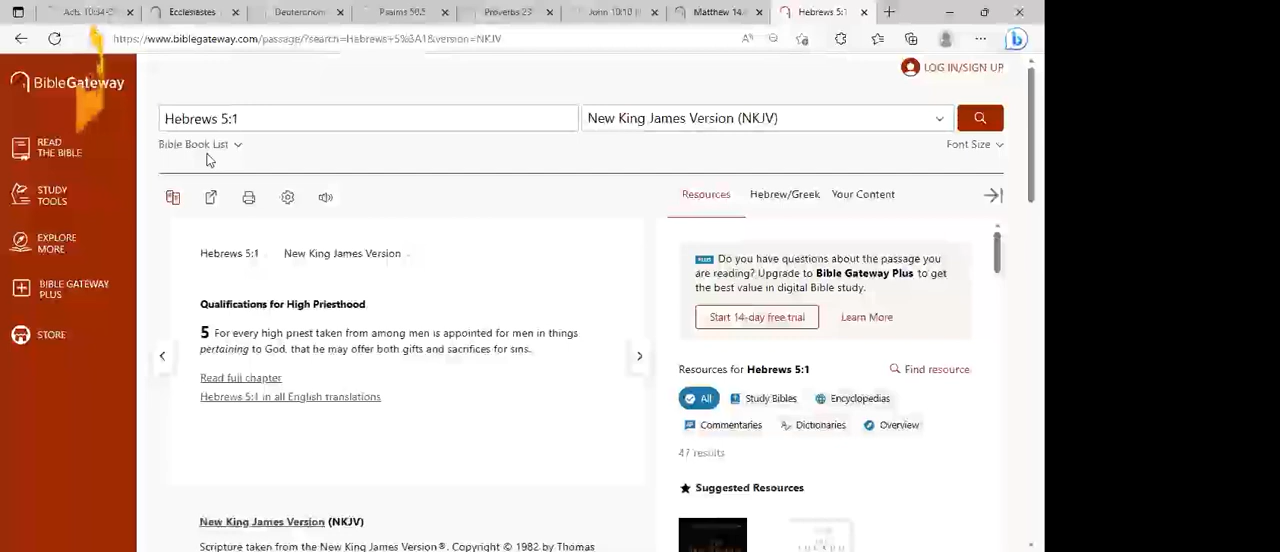 Acts 10:34-
Ecclesiastes
Deuteronom
Psalms 50:5
Proverbs 23
John 10:10
Matthew 14:
Hebrews 5:1
https://www.biblegateway.com/passage/?search=Hebrews+5%3A1&version=NKJV
LOG IN/SIGN UP
BibleGateway
Hebrews 5:1
New King James Version (NKJV)
Bible Book List
Font Size
READ
THE BIBLE
STUDY
TOOLS
EXPLORE
MORE
BIBLE GATEWAY
PLUS
STORE
Resources
Hebrew/Greek
Your Content
Hebrews 5:1
New King James Version
Qualifications for High Priesthood
5 For every high priest taken from among men is appointed for men in things
pertaining to God, that he may offer both gifts and sacrifices for sins.
Read full chapter
Hebrews 5:1 in all English translations
New King James Version (NKJV)
Scripture taken from the New King James Version®. Copyright © 1982 by Thomas
PLUS Do you have questions about the passage you
are reading? Upgrade to Bible Gateway Plus to get
the best value in digital Bible study.
Start 14-day free trial
Learn More
Resources for Hebrews 5:1
Find resource
All
Study Bibles
Encyclopedias
Commentaries
Dictionaries
Overview
47 results
Suggested Resources